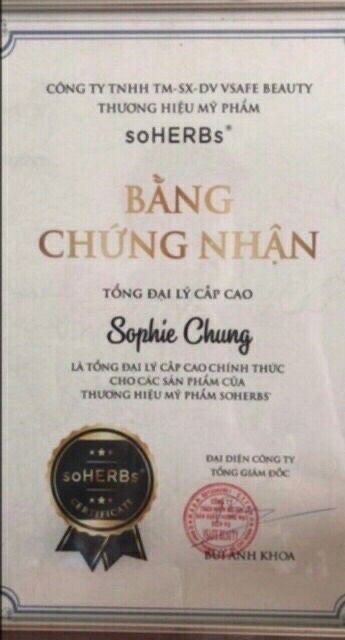 CÔNG TY TNHH TM-SX-DV VSAFE BEAUTY
THƯƠNG HIỆU MỸ PHẨM
soHERBs®
BẰNG
CHỨNG NHẬN
TỔNG ĐẠI LÝ CẤP CAO
Sophie Chung
LÀ TỔNG ĐẠI LÝ CẤP CAO CHÍNH THỨC
CHO CÁC SẢN PHẨM CỦA
THƯƠNG HIỆU MỸ PHẨM SOHERBS®
soHERBs®
CERTIFICATE
ĐẠI DIỆN CÔNG TY
TỔNG GIÁM ĐỐC
BÙI ANH KHOA